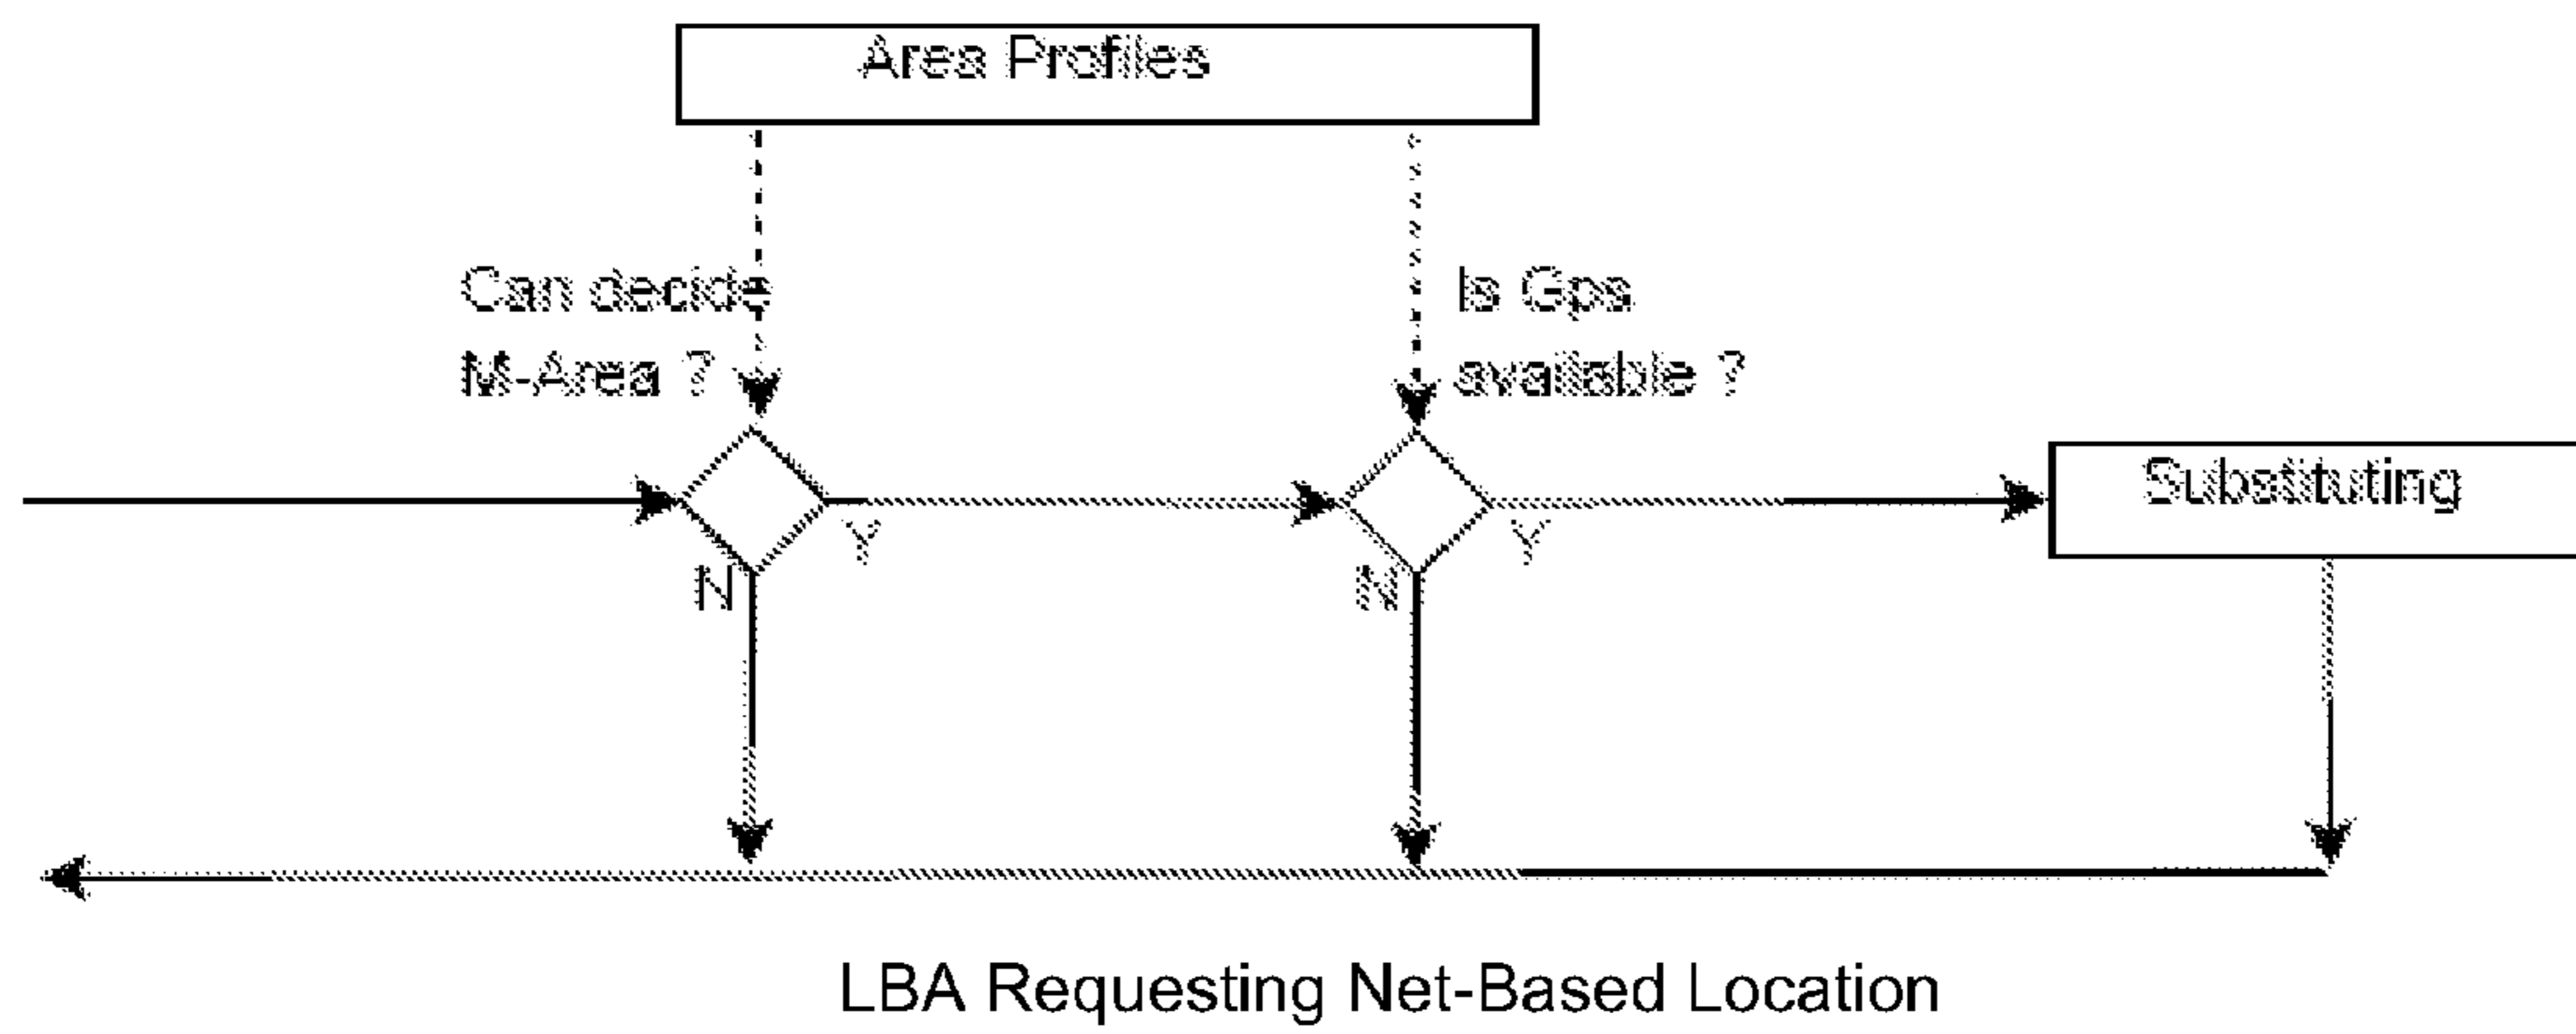 Area Profiles
Can decide
M-Area ?
Is Gps
available ?
Substituting
Y
Y
N
N
LBA Requesting Net-Based Location